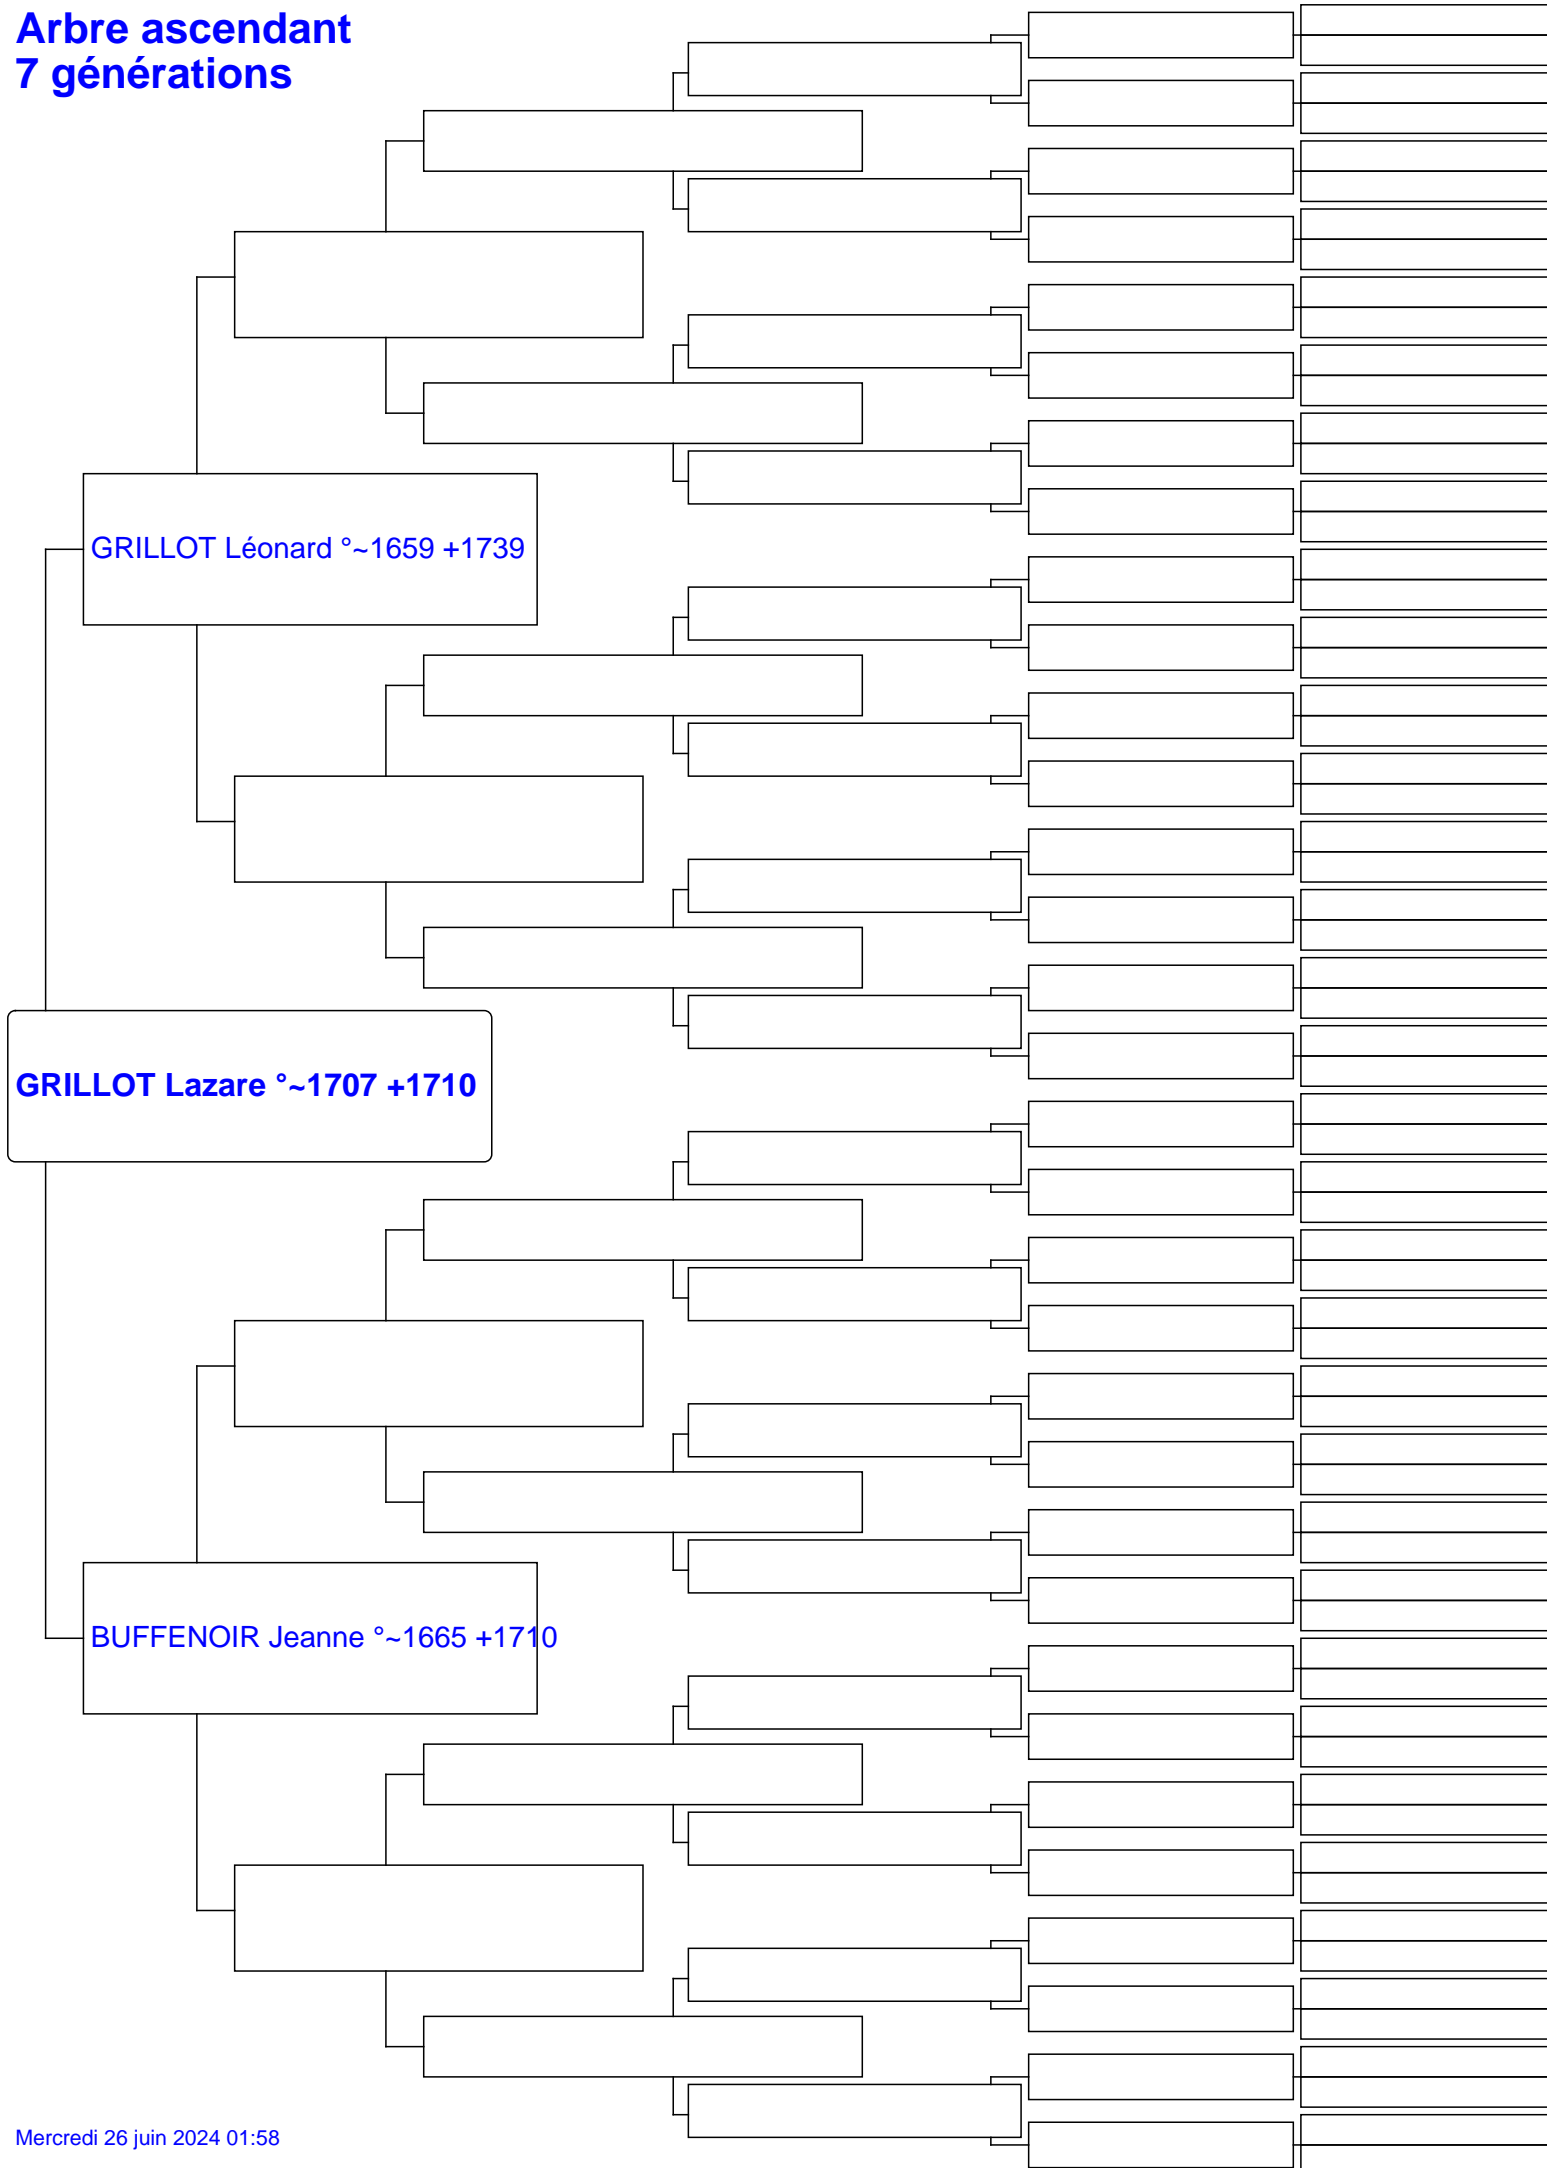 Arbre ascendant
7 générations
GRILLOT Léonard °~1659 +1739
GRILLOT Lazare °~1707 +1710
BUFFENOIR Jeanne °~1665 +1710
Mercredi 26 juin 2024 01:58